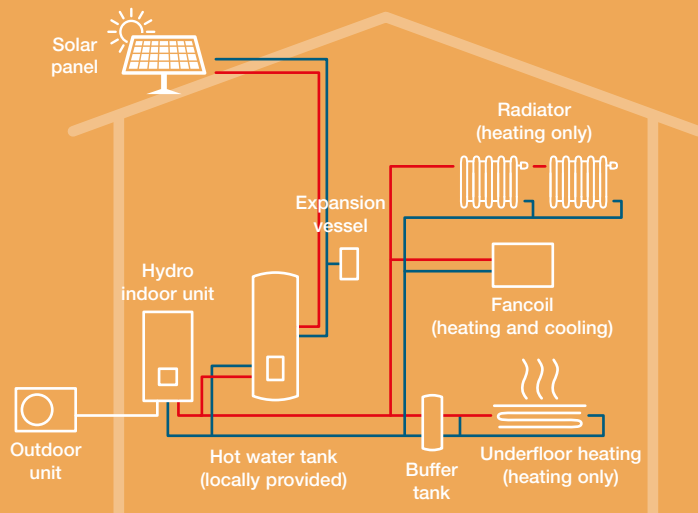 Solar
panel
Radiator
(heating only)
Expansion
vessel
Hydro
indoor unit
Fancoil
(heating and cooling)
Outdoor
unit
Hot water tank
(locally provided)
Buffer
tank
Underfloor heating
(heating only)